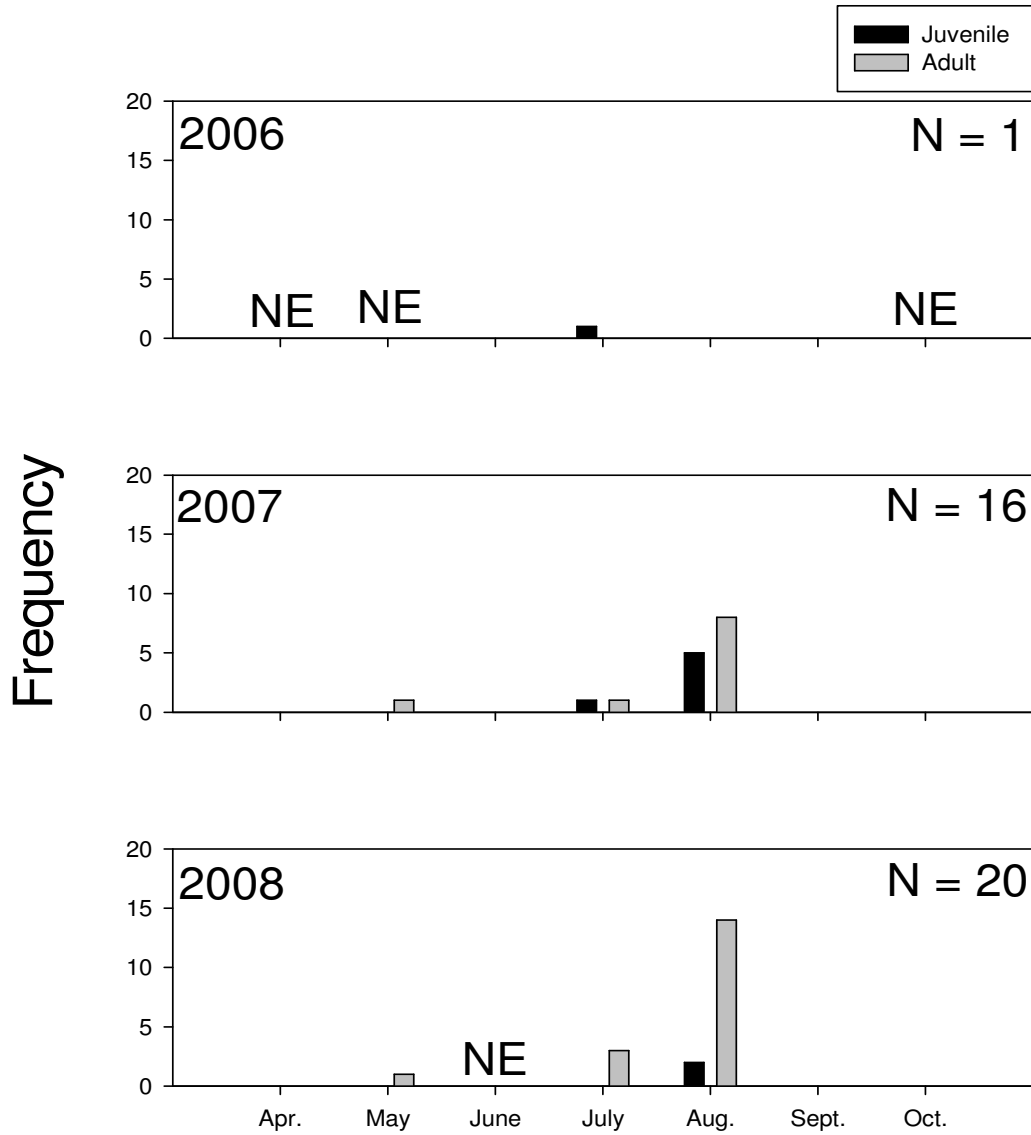 Juvenile
Adult
20
2006
N = 1
15
10
5
NE
NE
NE
0
Frequency
20
2007
N = 16
15
10
5
0
20
2008
N = 20
15
10
5
NE
0
Apr. May June July Aug. Sept. Oct.